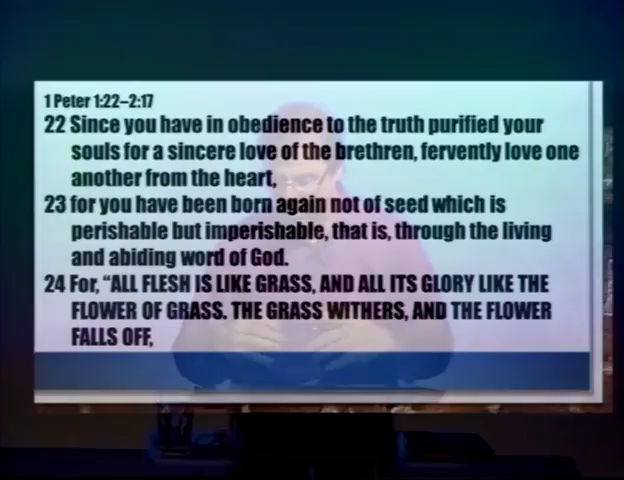 1 Peter 1:22–2:17
22 Since you have in obedience to the truth purified your
souls for a sincere love of the brethren, fervently love one
another from the heart,
23 for you have been born again not of seed which is
perishable but imperishable, that is, through the living
and abiding word of God.
24 For, “ALL FLESH IS LIKE GRASS, AND ALL ITS GLORY LIKE THE
FLOWER OF GRASS. THE GRASS WITHERS, AND THE FLOWER
FALLS OFF,